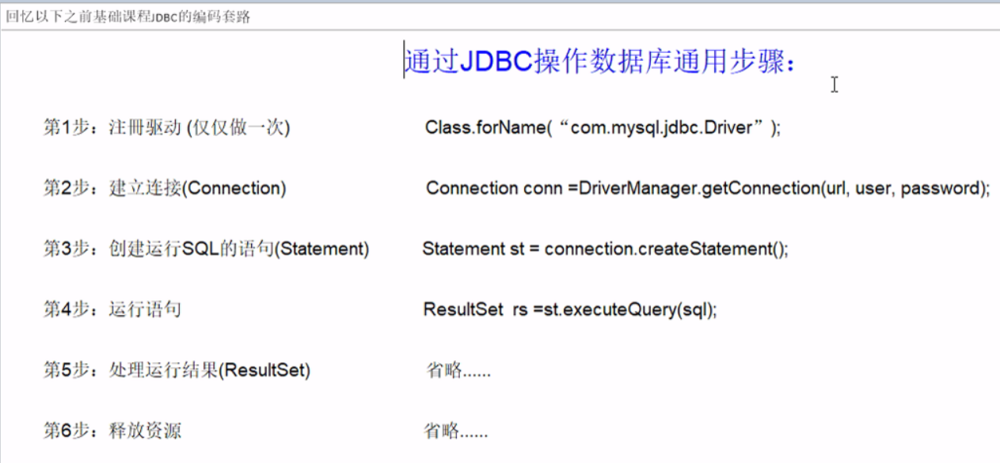 回忆以下之前基础课程JDBC的编码套路
通过JDBC操作数据库通用步骤：
第1步：注冊驱动 (仅仅做一次) Class.forName(“com.mysql.jdbc.Driver”);
第2步：建立连接(Connection) Connection conn =DriverManager.getConnection(url, user, password);
第3步：创建运行SQL的语句(Statement) Statement st = connection.createStatement();
第4步：运行语句 ResultSet rs =st.executeQuery(sql);
第5步：处理运行结果(ResultSet) 省略......
第6步：释放资源 省略......